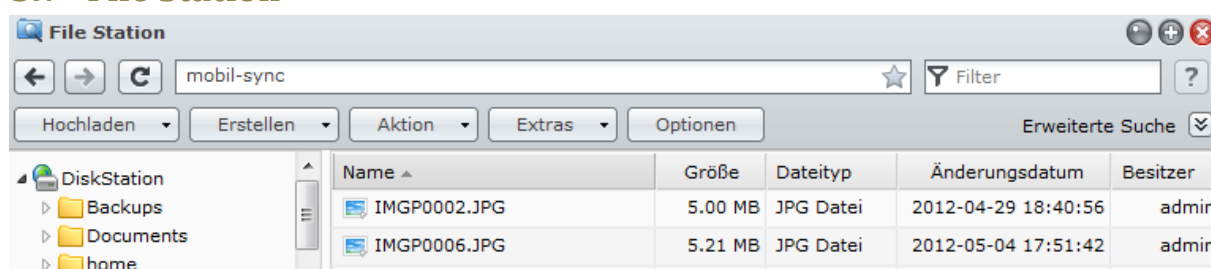 File Station
mobil-sync Filter ?
Hochladen Erstellen Aktion Extras Optionen Erweiterte Suche
DiskStation
Backups
Documents
home
Name Größe Dateityp Änderungsdatum Besitzer
IMGP0002.JPG 5.00 MB JPG Datei 2012-04-29 18:40:56 admin
IMGP0006.JPG 5.21 MB JPG Datei 2012-05-04 17:51:42 admin